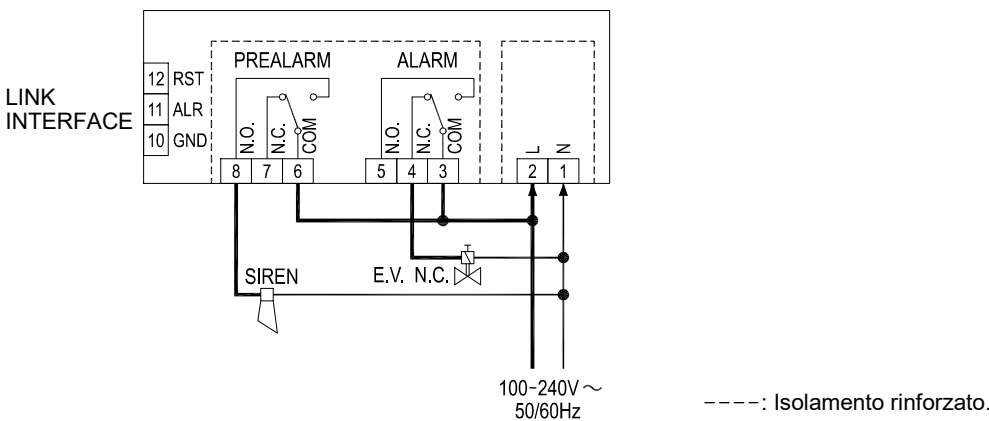 LINK
INTERFACE
12 RST
11 ALR
10 GND
PREALARM
ALARM
N.O.
N.C.
COM
N.O.
N.C.
COM
L
N
8 7 6 5 4 3 2 1
SIREN
E.V. N.C.
100-240V ~
50/60Hz
----: Isolamento rinforzato.